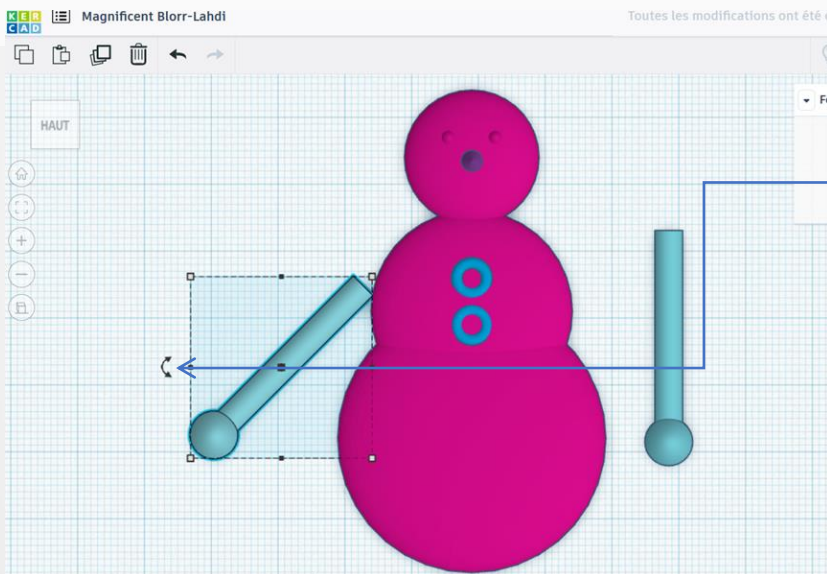 KER
CAD
Magnificent Blorr-Lahdi
Toutes les modifications ont été
HAUT